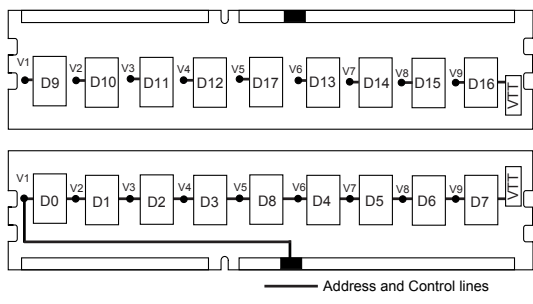 V1 V2 V3 V4 V5 V6 V7 V8 V9
D9 D10 D11 D12 D17 D13 D14 D15 D16 VTT
V1 V2 V3 V4 V5 V6 V7 V8 V9
D0 D1 D2 D3 D8 D4 D5 D6 D7 VTT
Address and Control lines